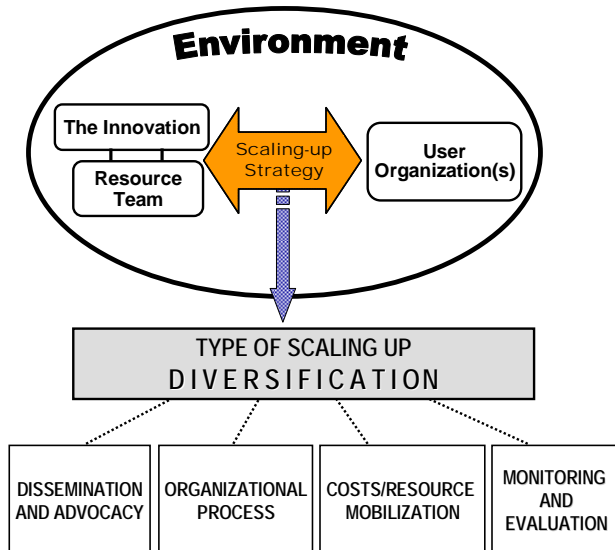 Environment
The Innovation
Resource
Team
Scaling-up
Strategy
User
Organization(s)
TYPE OF SCALING UP
DIVERSIFICATION
DISSEMINATION
AND ADVOCACY
ORGANIZATIONAL
PROCESS
COSTS/RESOURCE
MOBILIZATION
MONITORING
AND
EVALUATION